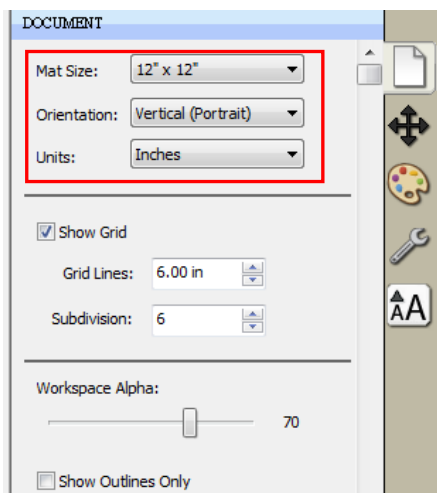 DOCUMENT
Mat Size: 12" x 12"
Orientation: Vertical (Portrait)
Units: Inches
Show Grid
Grid Lines: 6.00 in
Subdivision: 6
AA
Workspace Alpha:
70
Show Outlines Only